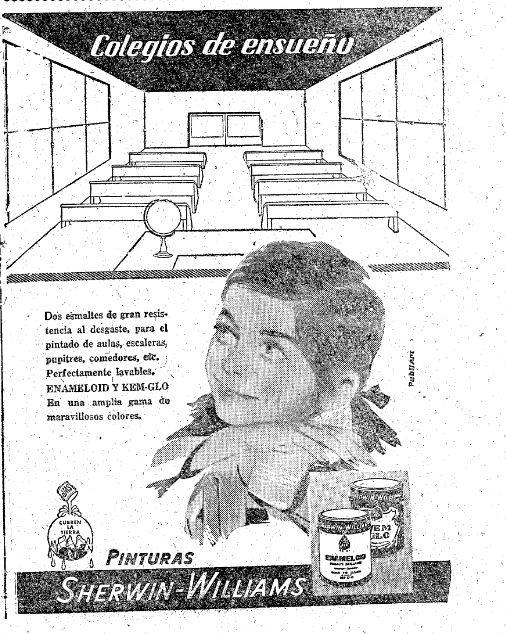 Colegios de ensueño
Dos esmaltes de gran resis-
tencia al desgaste, para el
pintado de aulas, escaleras,
pupitres, comedores, etc.
Perfectamente lavables.
ENAMELOID Y KEM-GLO
En una amplia gama de
maravillosos colores.
Publiart
CUBREN
LA
TIERRA
KEM
GLO
ENAMELOID
PINTURAS
SHERWIN-WILLIAMS